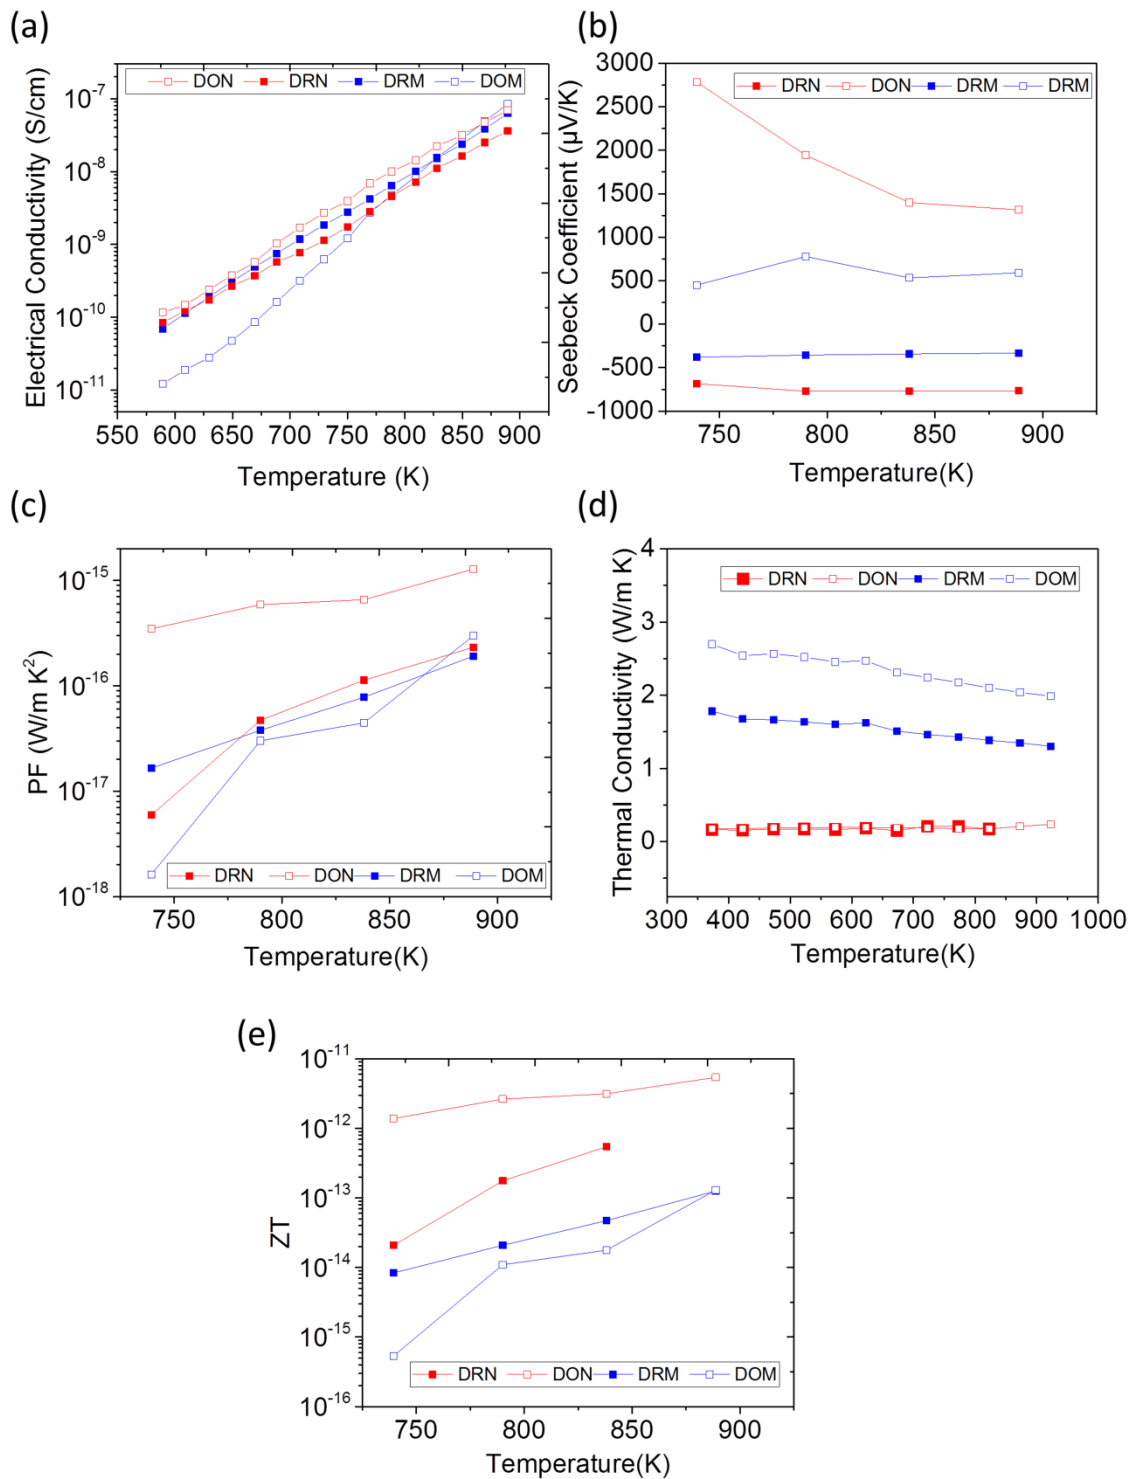 (a)
Electrical Conductivity (S/cm)
DON DRN DRM DOM
10-7
10-8
10-9
10-10
10-11
550 600 650 700 750 800 850 900
Temperature (K)
(b)
Seebeck Coefficient (μV/K)
DRN DON DRM DRM
3000
2500
2000
1500
1000
500
0
-500
-1000
750 800 850 900
Temperature(K)
(c)
PF (W/m K2)
10-15
10-16
10-17
10-18
DRN DON DRM DOM
750 800 850 900
Temperature(K)
(d)
Thermal Conductivity (W/m K)
4
3
2
1
0
DRN DON DRM DOM
300 400 500 600 700 800 900 1000
Temperature(K)
(e)
ZT
10-11
10-12
10-13
10-14
10-15
10-16
DRN DON DRM DOM
750 800 850 900
Temperature(K)